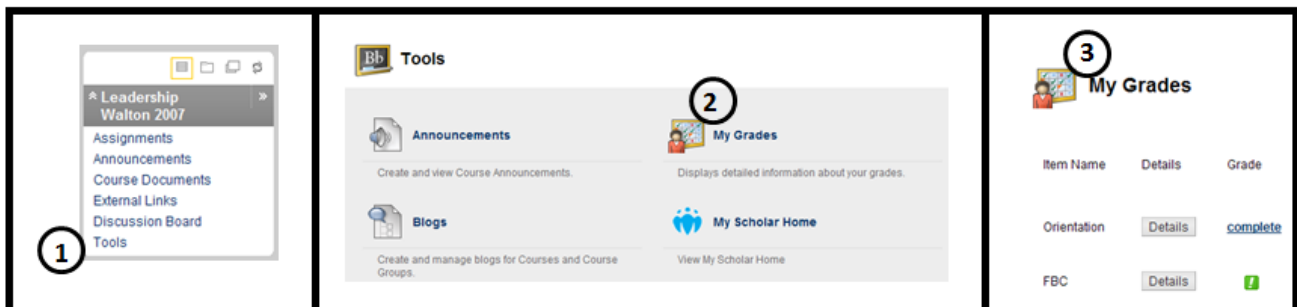 Leadership
Walton 2007
Assignments
Announcements
Course Documents
External Links
Discussion Board
Tools
1
Bb Tools
Announcements
Create and view Course Announcements.
Blogs
Create and manage blogs for Courses and Course
Groups.
2
My Grades
Displays detailed information about your grades.
My Scholar Home
View My Scholar Home
3
My Grades
Item Name Details Grade
Orientation Details complete
FBC Details !